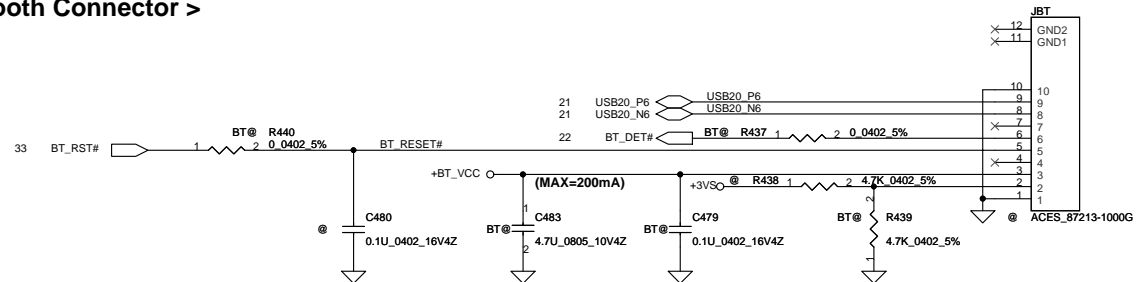 ooth Connector >
JBT
12 GND2
11 GND1
10 10
21 USB20_P6 USB20_P6 9 9
21 USB20_N6 USB20_N6 8 8
7 7
22 BT_DET# BT@ R437 1 2 0_0402_5% 6 6
33 BT_RST# 1 BT@ R440 2 0_0402_5% BT_RESET# 5 5
4 4
+BT_VCC (MAX=200mA) 3 3
+3VS @ R438 1 2 4.7K_0402_5% 2 2
1 1
@ ACES_87213-1000G
@ C480 0.1U_0402_16V4Z
BT@ 1 2 C483 4.7U_0805_10V4Z
BT@ C479 0.1U_0402_16V4Z
BT@ 2 1 R439 4.7K_0402_5%